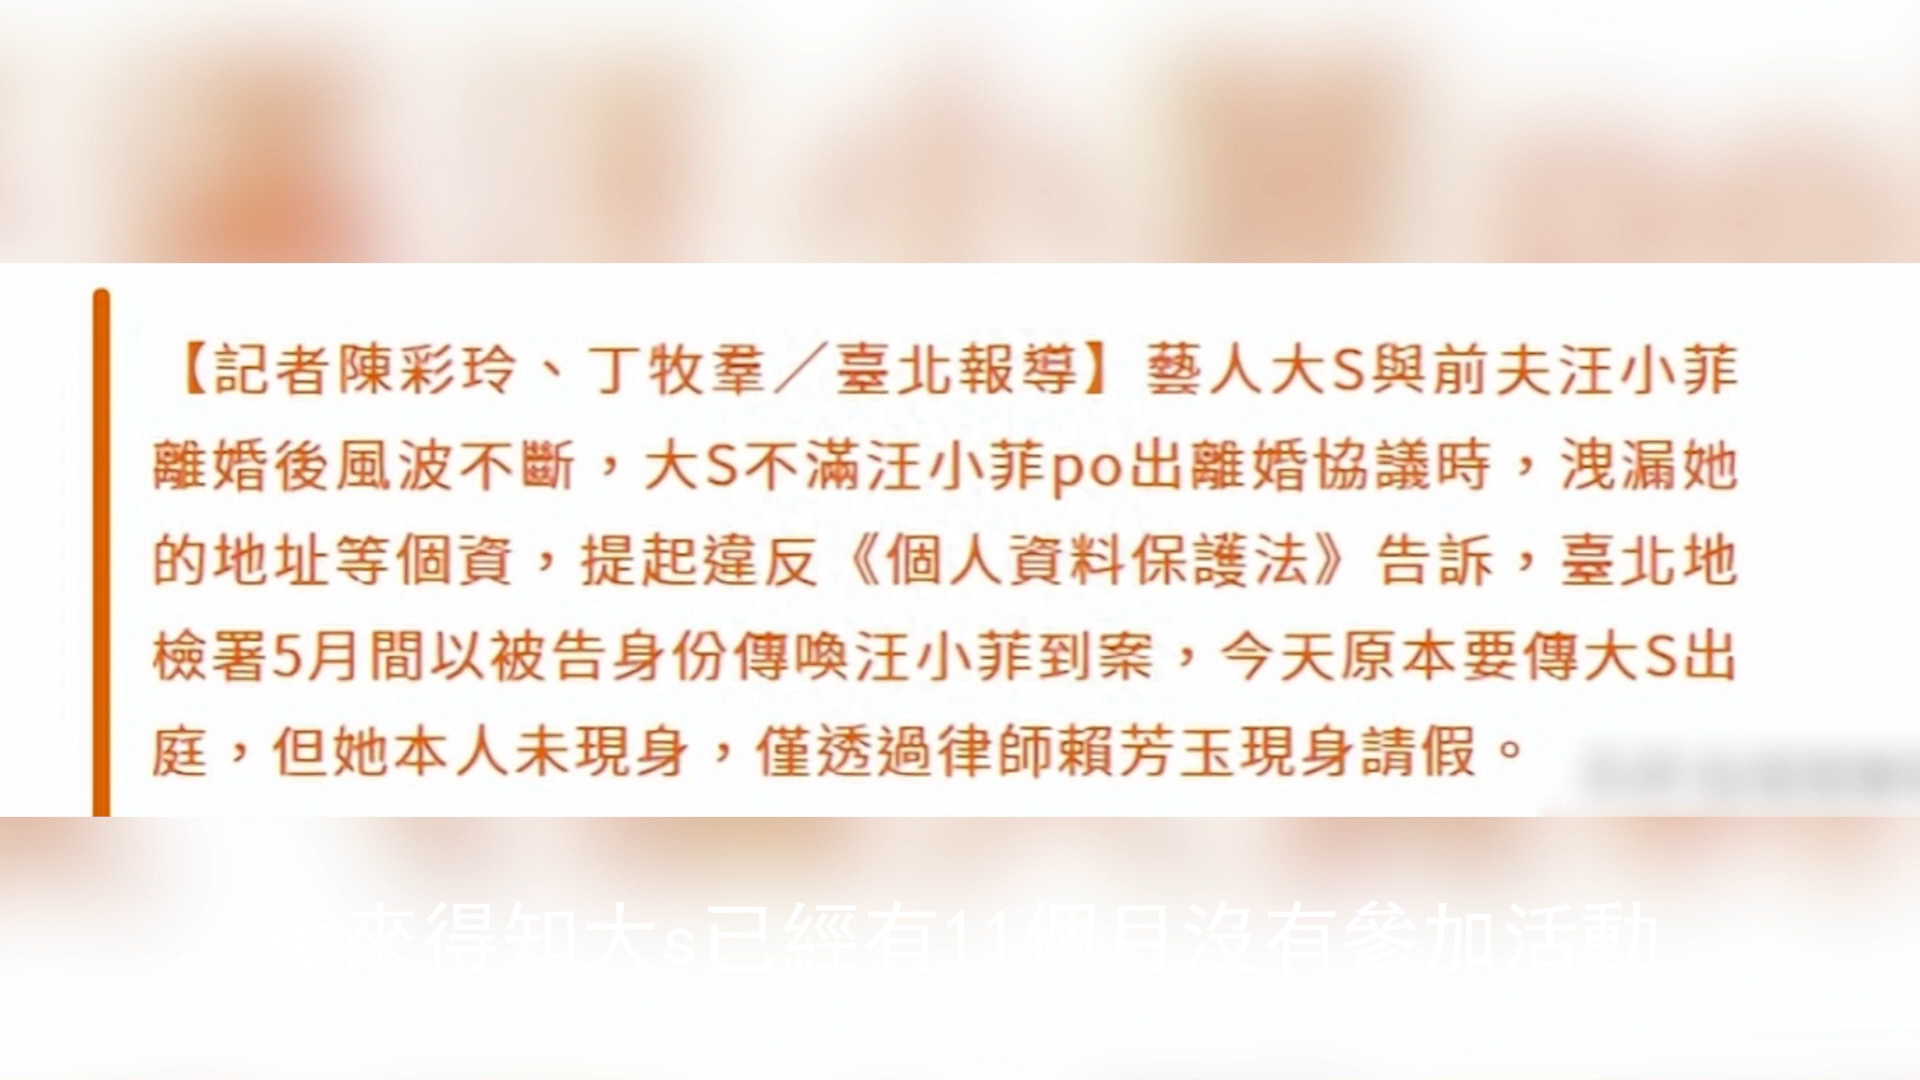 【記者陳彩玲、丁牧羣／臺北報導】藝人大S與前夫汪小菲
離婚後風波不斷，大S不滿汪小菲po出離婚協議時，洩漏她
的地址等個資，提起違反《個人資料保護法》告訴，臺北地
檢署5月間以被告身份傳喚汪小菲到案，今天原本要傳大S出
庭，但她本人未現身，僅透過律師賴芳玉現身請假。
後來得知大s已經有11個月沒有參加活動